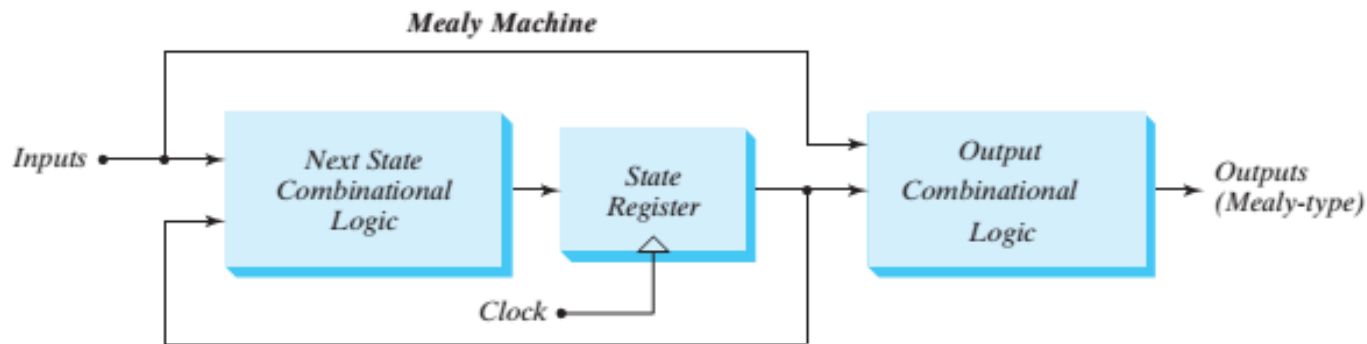 Mealy Machine
Inputs
Next State
Combinational
Logic
State
Register
Output
Combinational
Logic
Outputs
(Mealy-type)
Clock